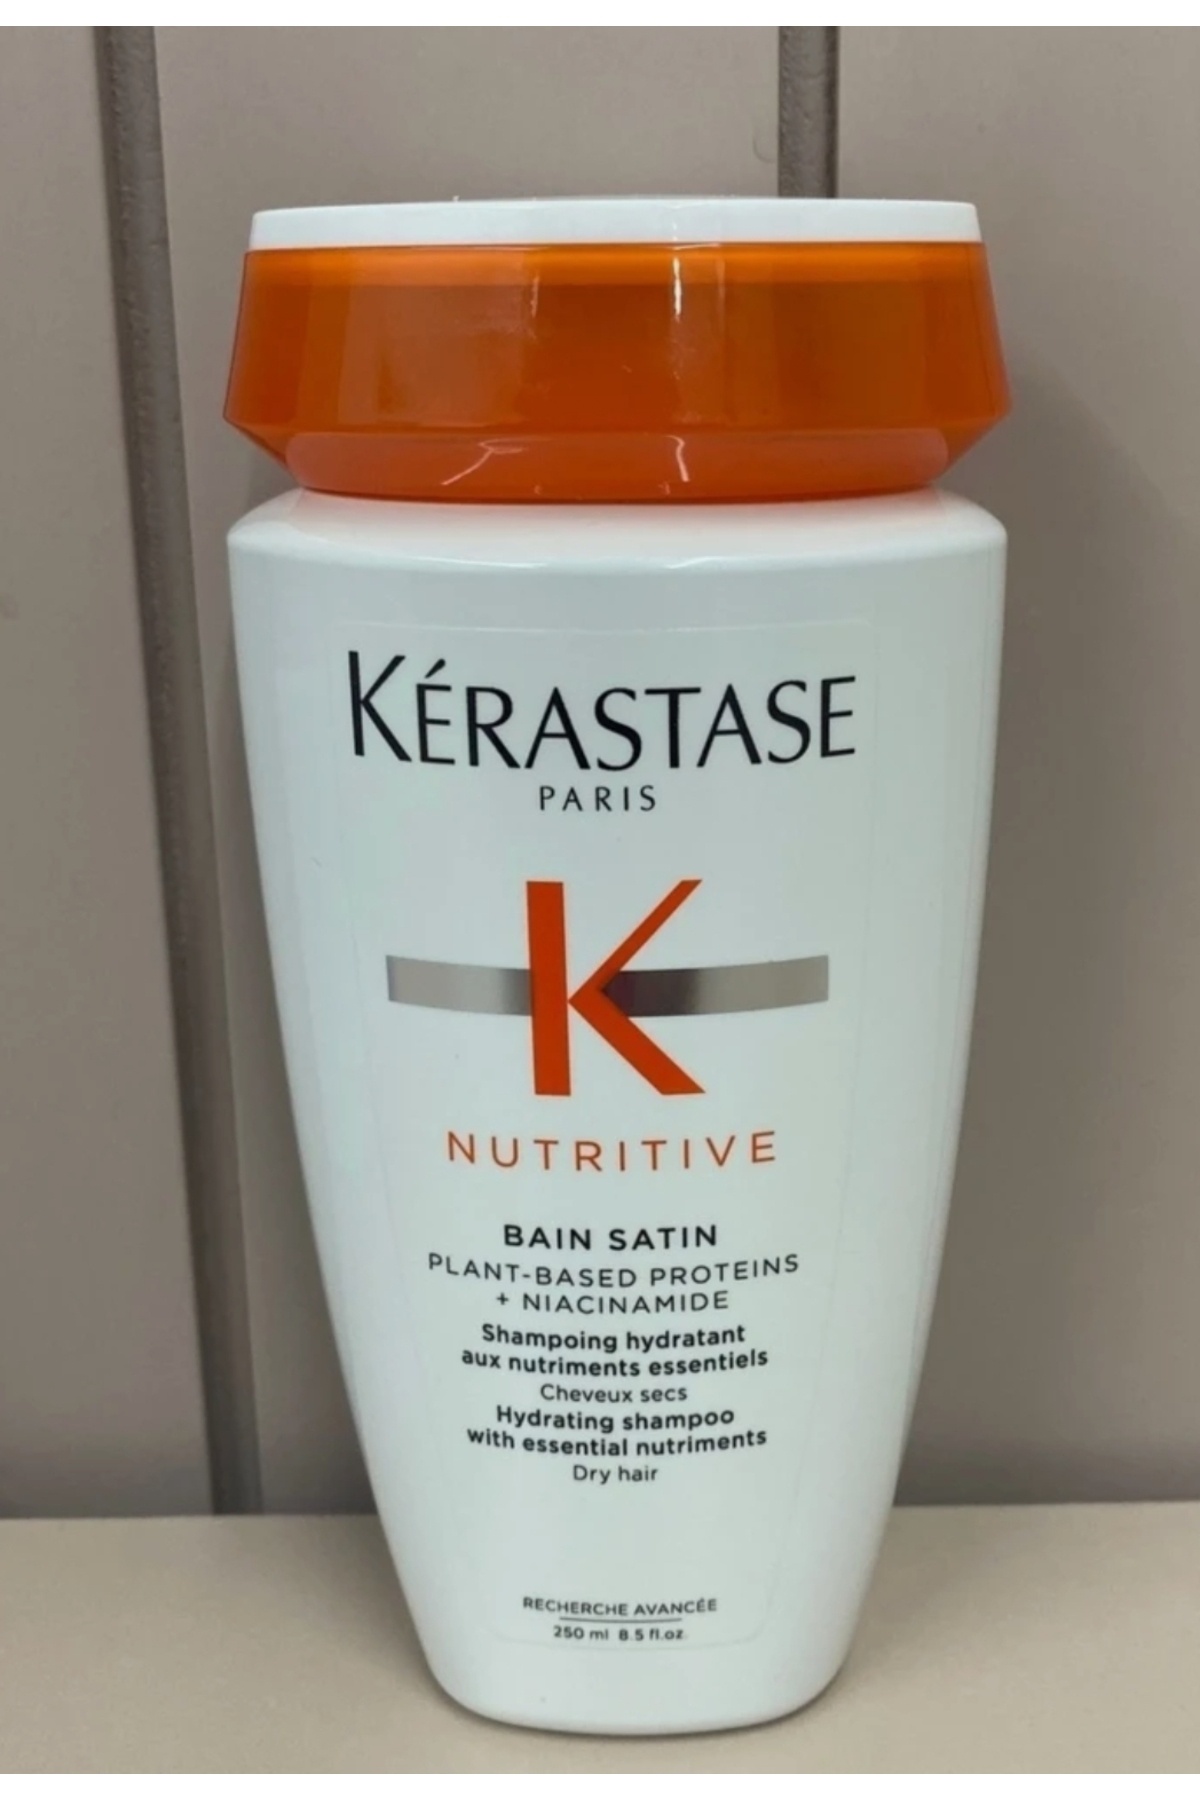 KÉRASTASE
PARIS
K
NUTRITIVE
BAIN SATIN
PLANT-BASED PROTEINS
+ NIACINAMIDE
Shampoing hydratant
aux nutriments essentiels
Cheveux secs
Hydrating shampoo
with essential nutriments
Dry hair
RECHERCHE AVANCÉE
250 ml 8.5 fl.oz.